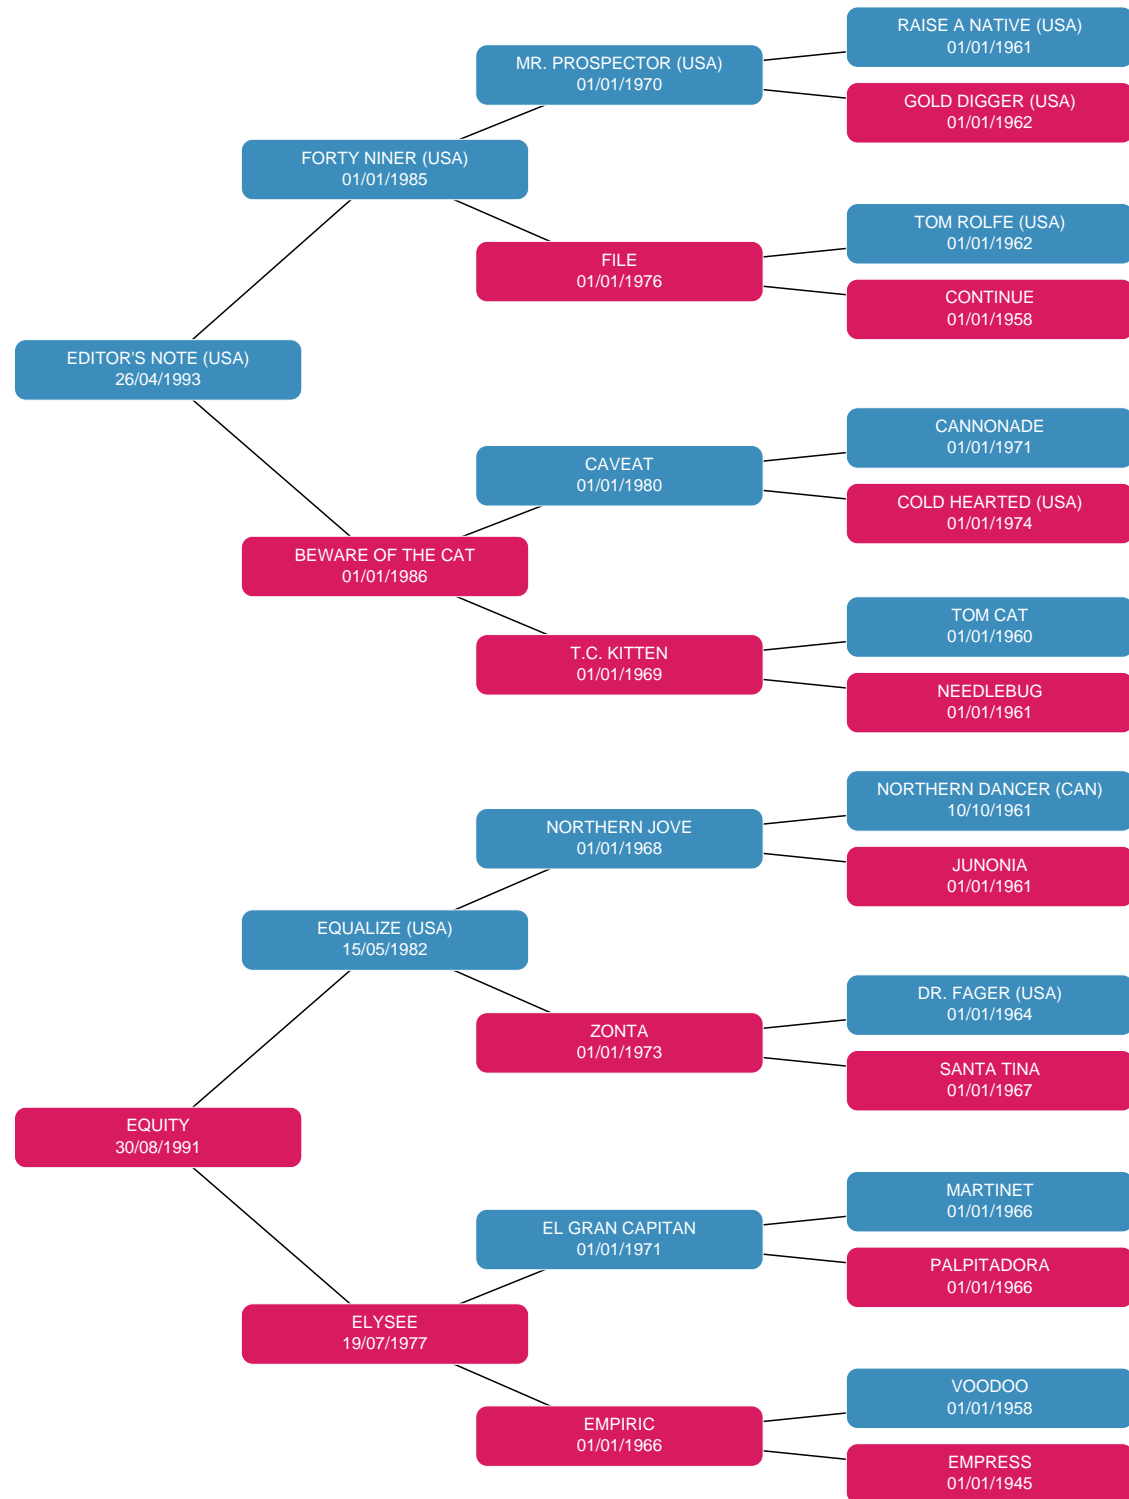 RAISE A NATIVE (USA)
01/01/1961
MR. PROSPECTOR (USA)
01/01/1970
GOLD DIGGER (USA)
01/01/1962
FORTY NINER (USA)
01/01/1985
TOM ROLFE (USA)
01/01/1962
FILE
01/01/1976
CONTINUE
01/01/1958
EDITOR'S NOTE (USA)
26/04/1993
CANNONADE
01/01/1971
CAVEAT
01/01/1980
COLD HEARTED (USA)
01/01/1974
BEWARE OF THE CAT
01/01/1986
TOM CAT
01/01/1960
T.C. KITTEN
01/01/1969
NEEDLEBUG
01/01/1961
NORTHERN DANCER (CAN)
10/10/1961
NORTHERN JOVE
01/01/1968
JUNONIA
01/01/1961
EQUALIZE (USA)
15/05/1982
DR. FAGER (USA)
01/01/1964
ZONTA
01/01/1973
SANTA TINA
01/01/1967
EQUITY
30/08/1991
MARTINET
01/01/1966
EL GRAN CAPITAN
01/01/1971
PALPITADORA
01/01/1966
ELYSEE
19/07/1977
VOODOO
01/01/1958
EMPIRIC
01/01/1966
EMPRESS
01/01/1945